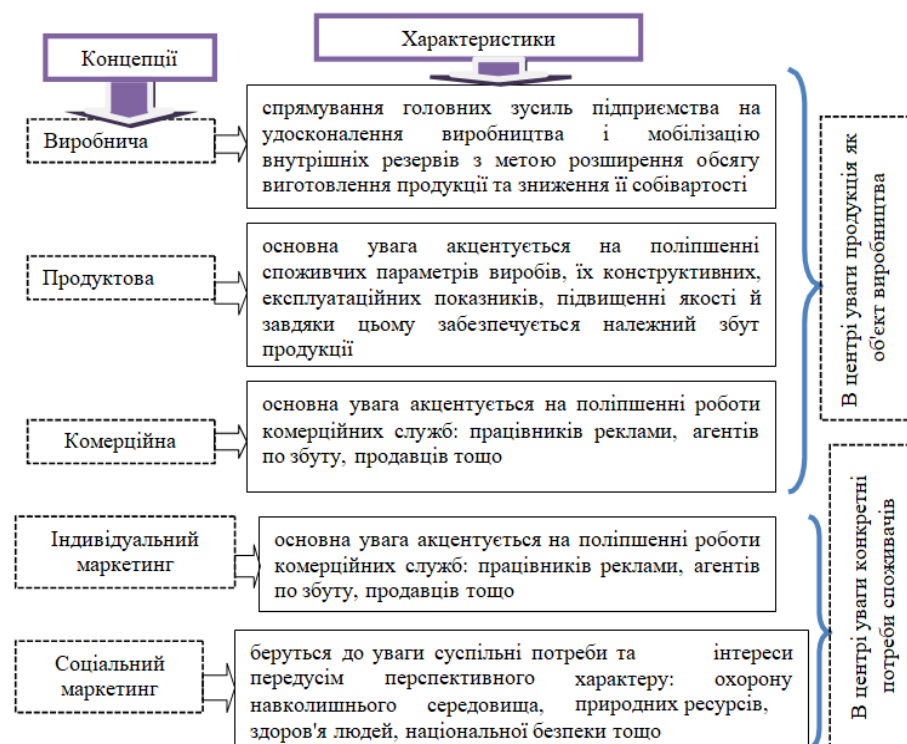 Концепції
Характеристики
Виробнича
спрямування головних зусиль підприємства на
удосконалення виробництва і мобілізацію
внутрішніх резервів з метою розширення обсягу
виготовлення продукції та зниження її собівартості
Продуктова
основна увага акцентується на поліпшенні
споживчих параметрів виробів, їх конструктивних,
експлуатаційних показників, підвищенні якості й
завдяки цьому забезпечується належний збут
продукції
Комерційна
основна увага акцентується на поліпшенні роботи
комерційних служб: працівників реклами, агентів
по збуту, продавців тощо
В центрі уваги продукція як
об'єкт виробництва
Індивідуальний
маркетинг
основна увага акцентується на поліпшенні роботи
комерційних служб: працівників реклами, агентів
по збуту, продавців тощо
Соціальний
маркетинг
беруться до уваги суспільні потреби та інтереси
передусім перспективного характеру: охорону
навколишнього середовища, природних ресурсів,
здоров'я людей, національної безпеки тощо
В центрі уваги конкретні
потреби споживачів